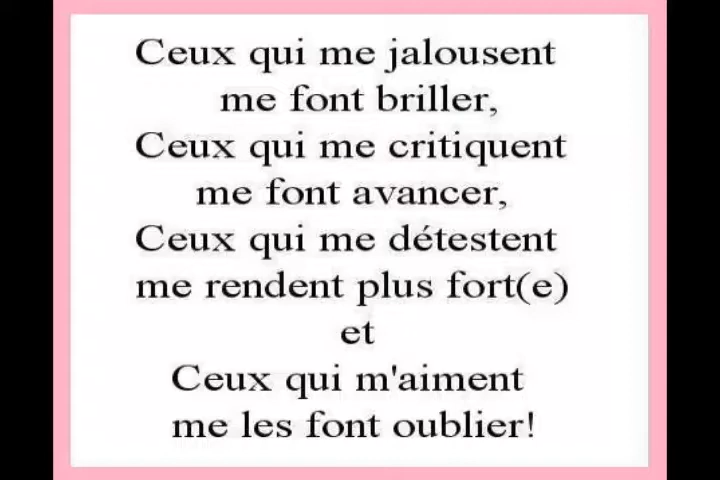 Ceux qui me jalousent
me font briller,
Ceux qui me critiquent
me font avancer,
Ceux qui me détestent
me rendent plus fort(e)
et
Ceux qui m'aiment
me les font oublier!